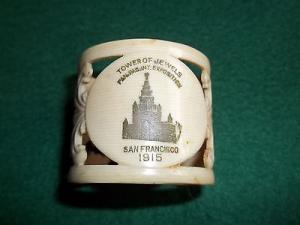 TOWER OF JEWELS
PAN. PAC. INT. EXPOSITION
SAN FRANCISCO
1915